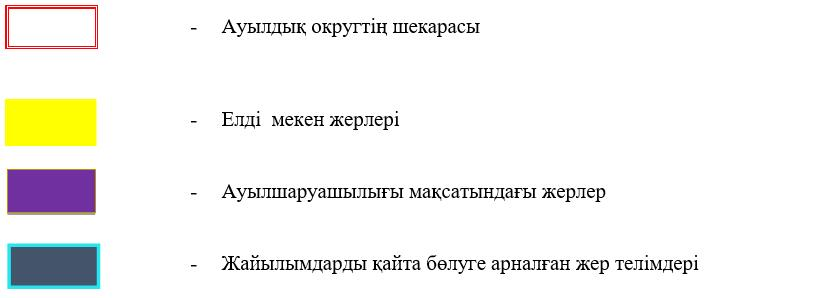 - Ауылдық округтің шекарасы
- Елді мекен жерлері
- Ауылшаруашылығы мақсатындағы жерлер
- Жайылымдарды қайта бөлуге арналған жер телімдері